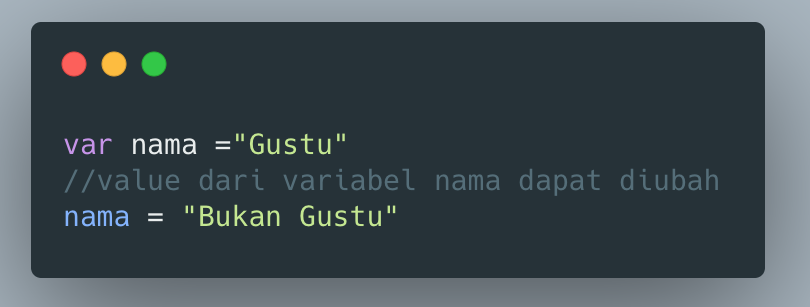 var nama ="Gustu"
//value dari variabel nama dapat diubah
nama = "Bukan Gustu"